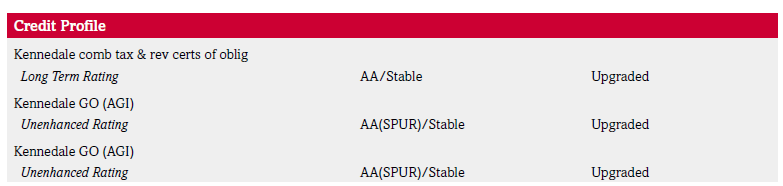 Credit Profile
Kennedale comb tax & rev certs of oblig
Long Term Rating AA/Stable Upgraded
Kennedale GO (AGI)
Unenhanced Rating AA(SPUR)/Stable Upgraded
Kennedale GO (AGI)
Unenhanced Rating AA(SPUR)/Stable Upgraded